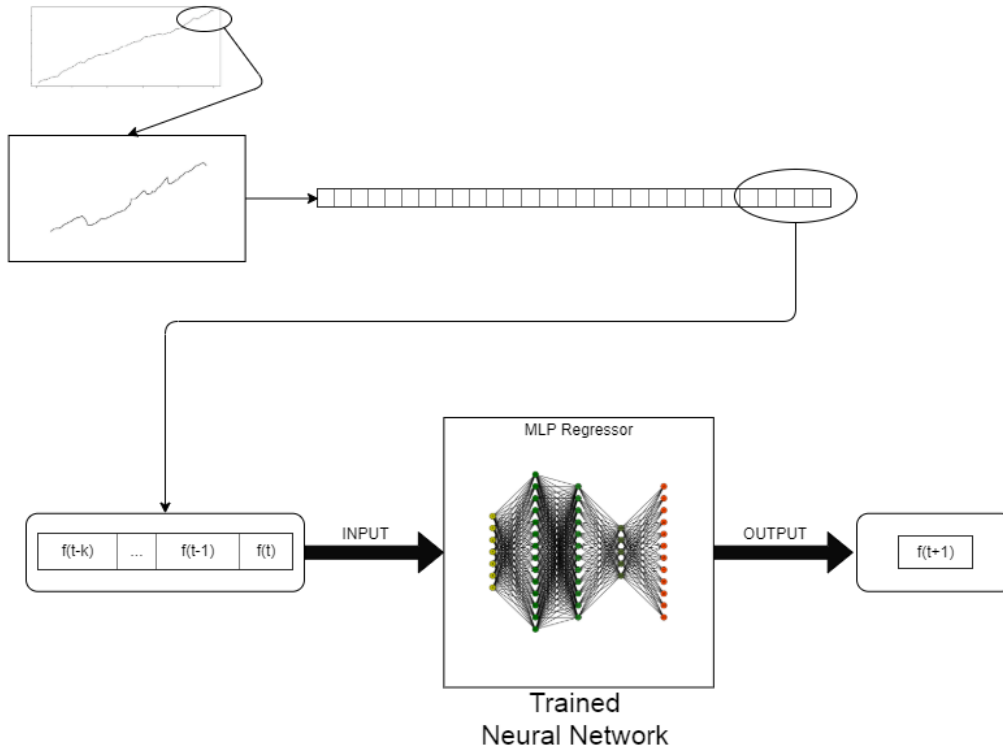 MLP Regressor
f(t-k) ... f(t-1) f(t)
INPUT
OUTPUT
f(t+1)
Trained
Neural Network